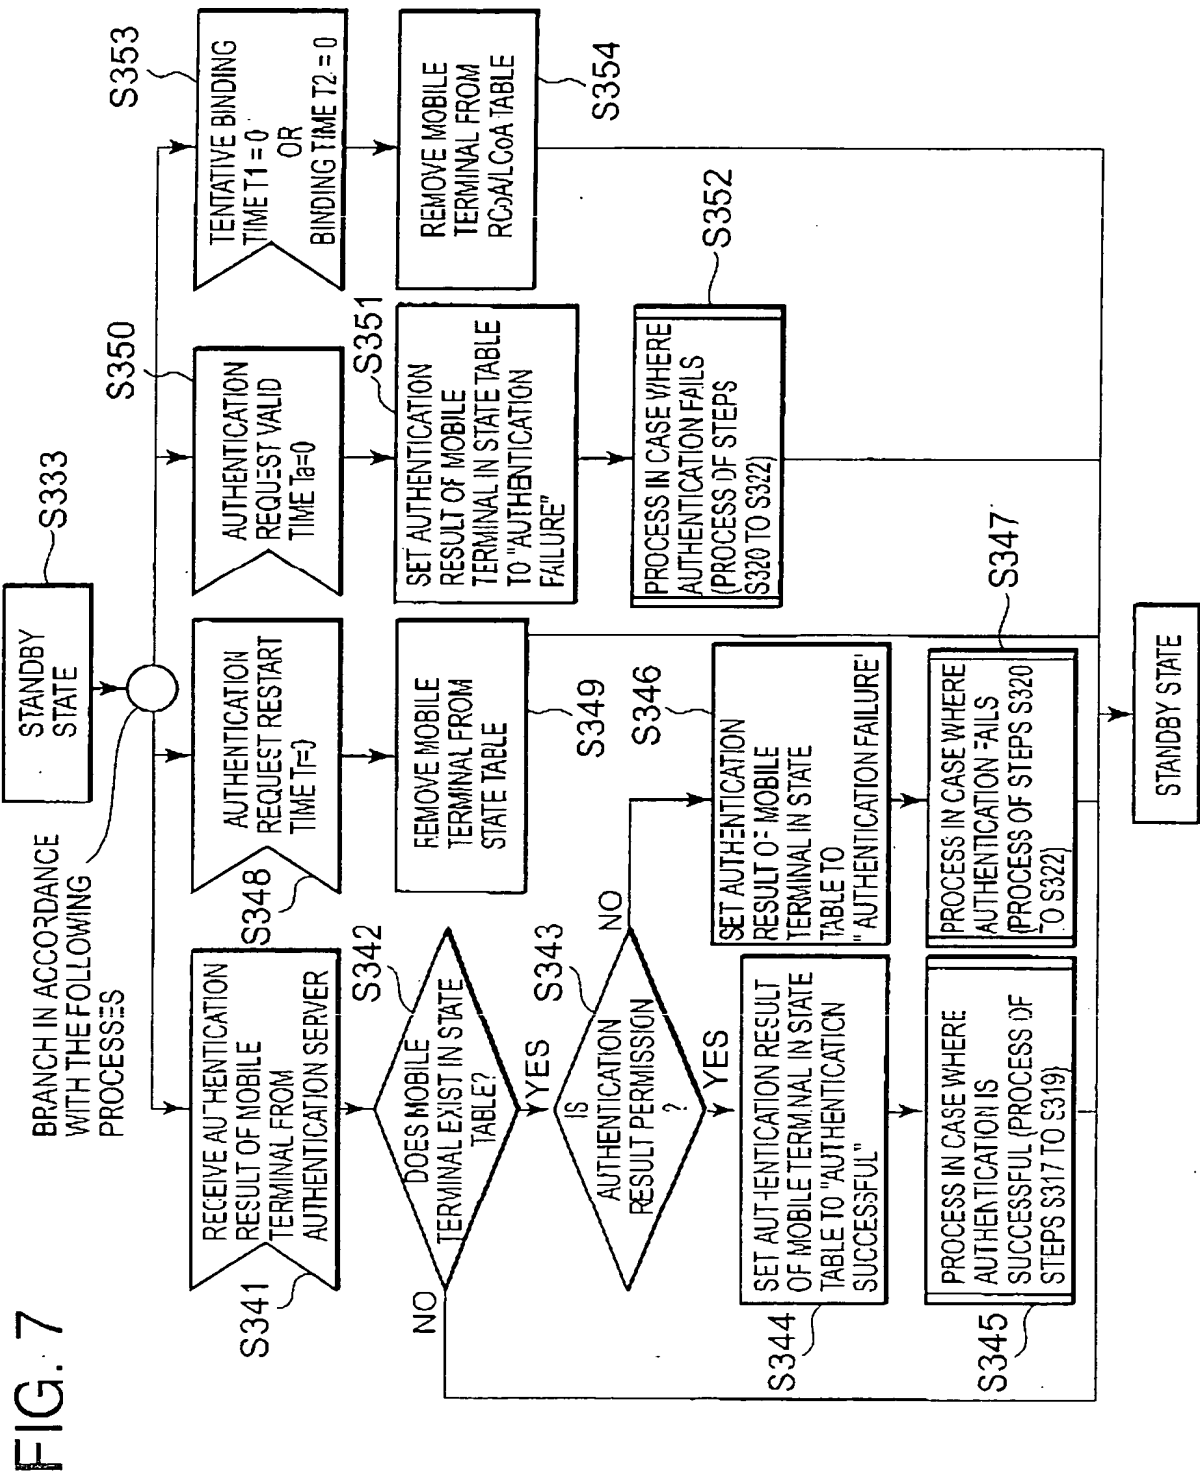 FIG. 7
STANDBY
STATE
S333
BRANCH IN ACCORDANCE
WITH THE FOLLOWING
PROCESSES
RECEIVE AUTHENTICATION
RESULT OF MOBILE
TERMINAL FROM
AUTHENTICATION SERVER
S341
DOES MOBILE
TERMINAL EXIST IN STATE
TABLE?
S342
NO
YES
IS
AUTHENTICATION
RESULT PERMISSION
?
S343
NO
YES
SET AUTHENTICATION RESULT
OF MOBILE TERMINAL IN STATE
TABLE TO "AUTHENTICATION
SUCCESSFUL"
S344
PROCESS IN CASE WHERE
AUTHENTICATION IS
SUCCESSFUL (PROCESS OF
STEPS S317 TO S319)
S345
SET AUTHENTICATION
RESULT OF MOBILE
TERMINAL IN STATE
TABLE TO
"AUTHENTICATION FAILURE"
S346
PROCESS IN CASE WHERE
AUTHENTICATION FAILS
(PROCESS OF STEPS S320
TO S322)
S347
AUTHENTICATION
REQUEST RESTART
TIME Tr=0
S348
REMOVE MOBILE
TERMINAL FROM
STATE TABLE
S349
AUTHENTICATION
REQUEST VALID
TIME Ta=0
S350
SET AUTHENTICATION
RESULT OF MOBILE
TERMINAL IN STATE TABLE
TO "AUTHENTICATION
FAILURE"
S351
PROCESS IN CASE WHERE
AUTHENTICATION FAILS
(PROCESS OF STEPS
S320 TO S322)
S352
TENTATIVE BINDING
TIME T1 = 0
OR
BINDING TIME T2 = 0
S353
REMOVE MOBILE
TERMINAL FROM
RCoA/LCoA TABLE
S354
STANDBY STATE